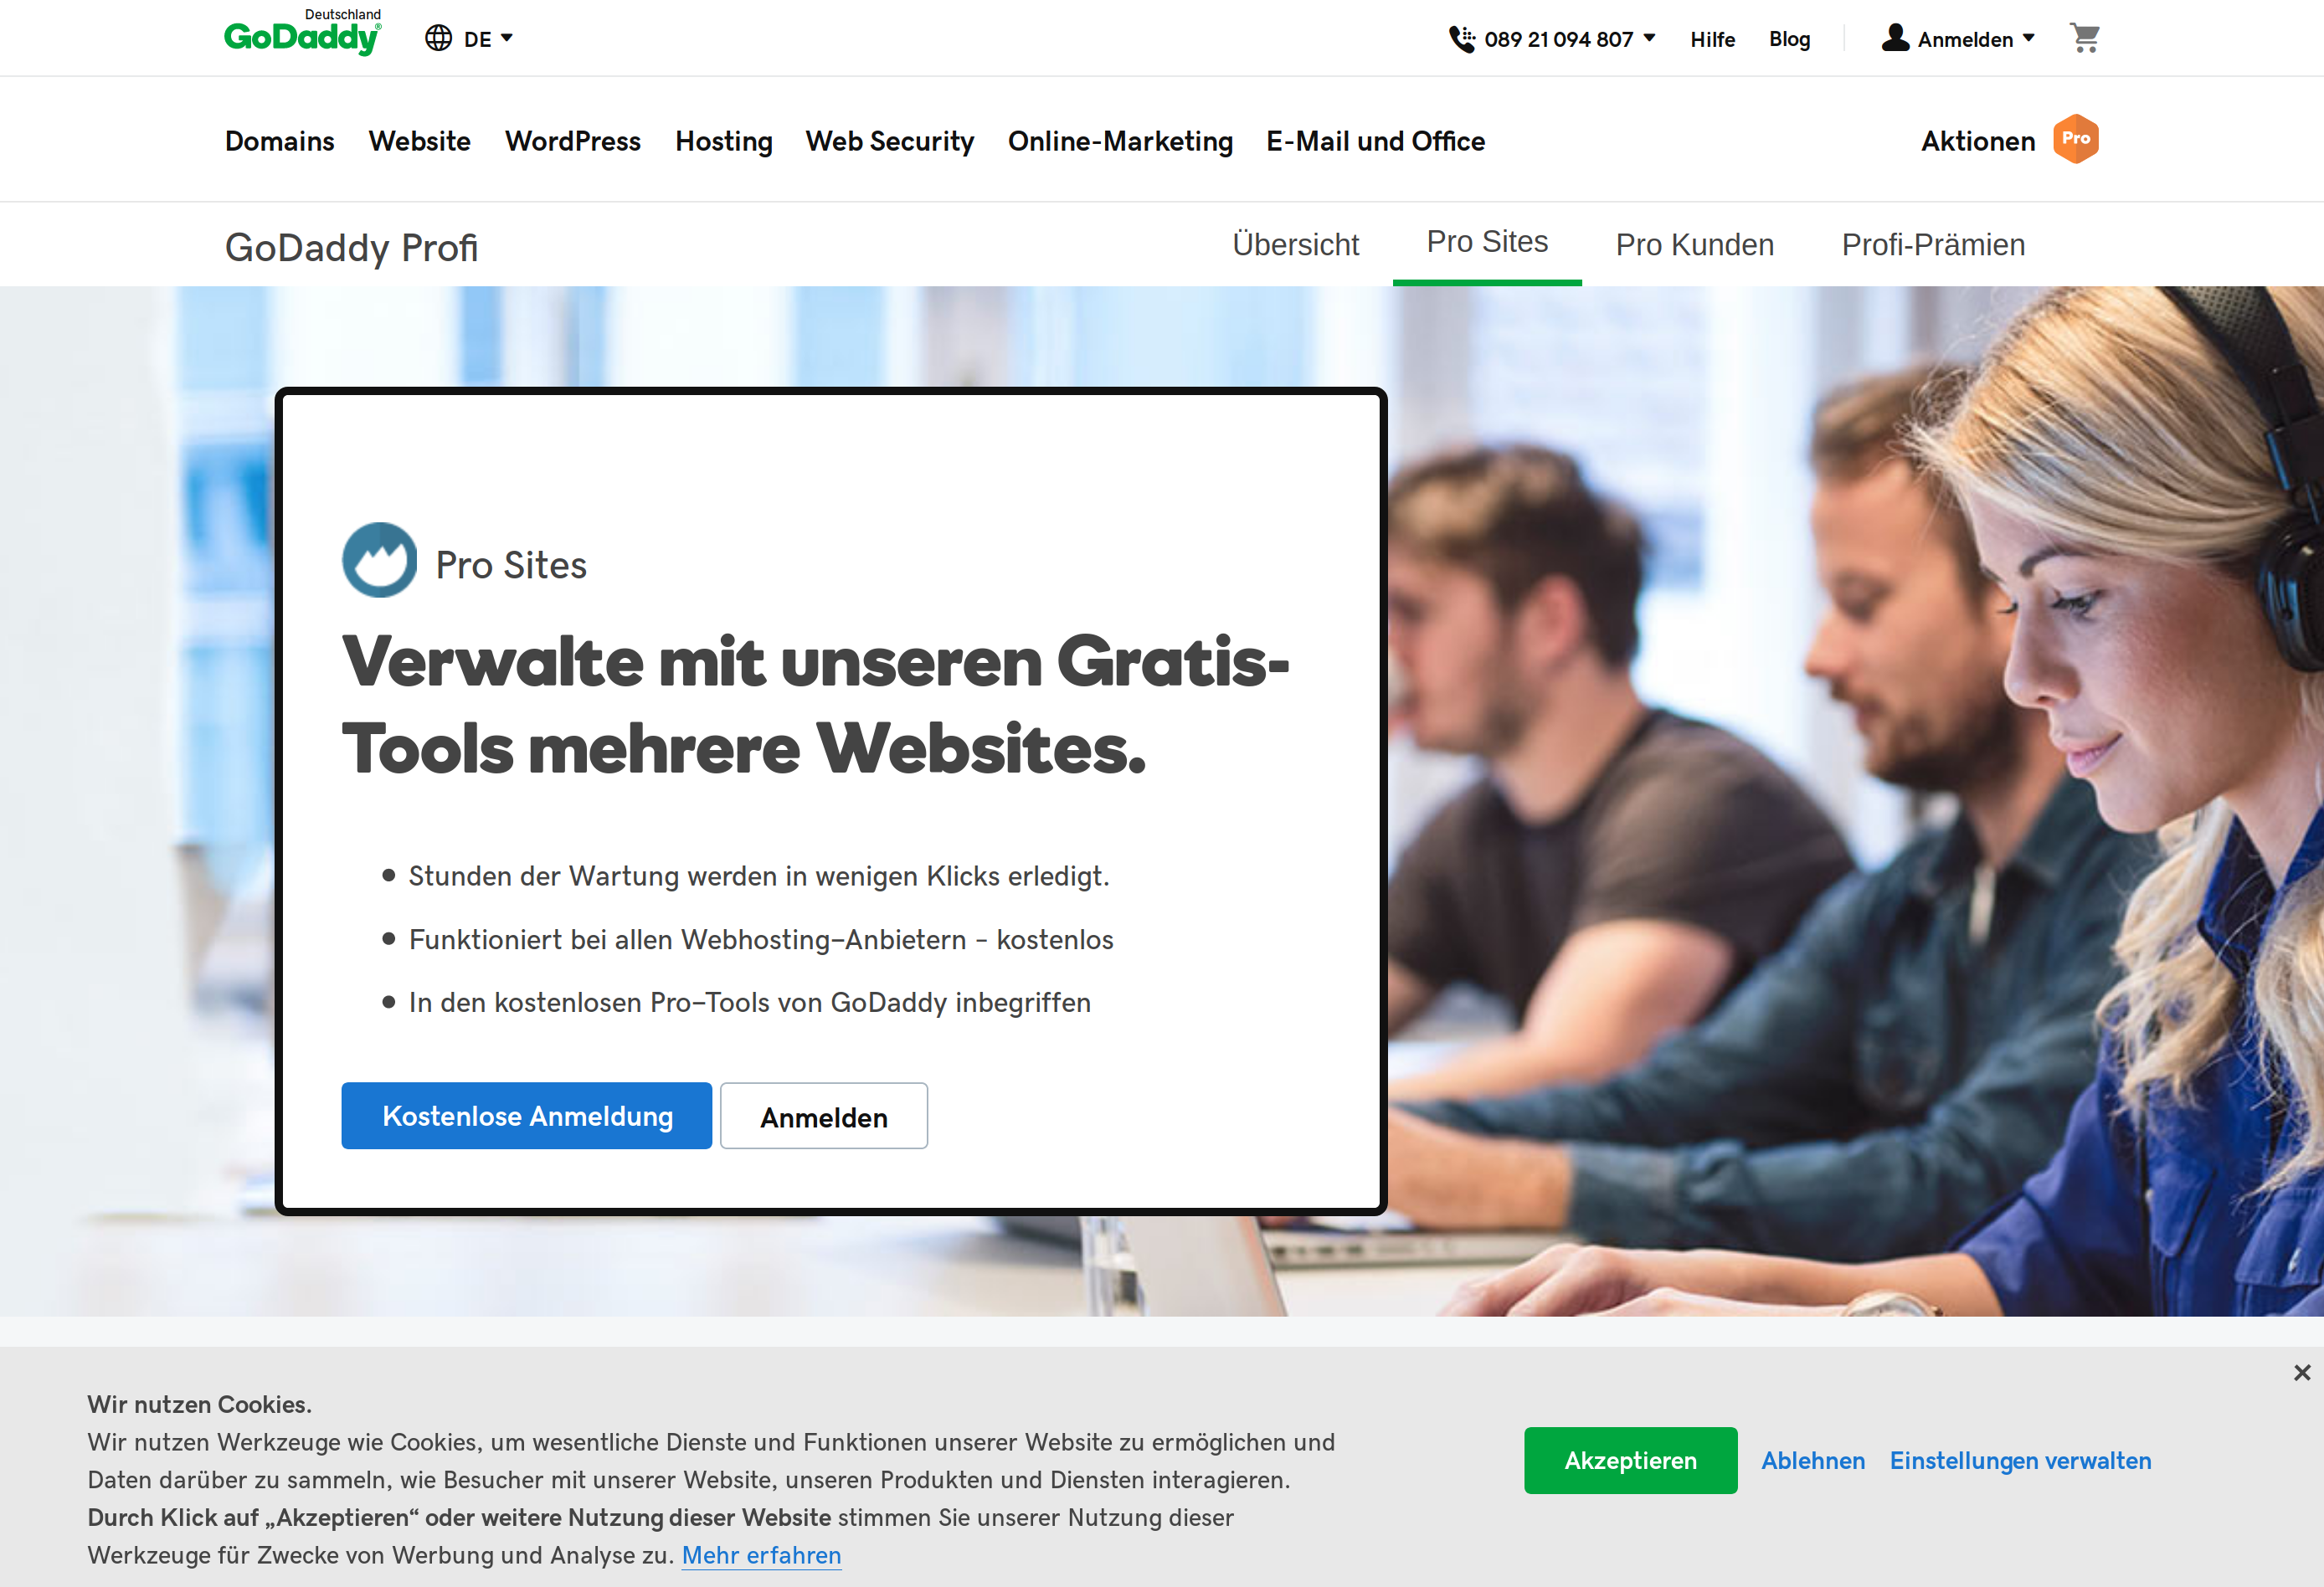 Deutschland
GoDaddy®
DE
089 21 094 807
Hilfe
Blog
Anmelden
Domains
Website
WordPress
Hosting
Web Security
Online-Marketing
E-Mail und Office
Aktionen
Pro
GoDaddy Profi
Übersicht
Pro Sites
Pro Kunden
Profi-Prämien
Pro Sites
Verwalte mit unseren Gratis-
Tools mehrere Websites.
Stunden der Wartung werden in wenigen Klicks erledigt.
Funktioniert bei allen Webhosting-Anbietern – kostenlos
In den kostenlosen Pro-Tools von GoDaddy inbegriffen
Kostenlose Anmeldung
Anmelden
Wir nutzen Cookies.
Wir nutzen Werkzeuge wie Cookies, um wesentliche Dienste und Funktionen unserer Website zu ermöglichen und
Daten darüber zu sammeln, wie Besucher mit unserer Website, unseren Produkten und Diensten interagieren.
Durch Klick auf „Akzeptieren“ oder weitere Nutzung dieser Website stimmen Sie unserer Nutzung dieser
Werkzeuge für Zwecke von Werbung und Analyse zu. Mehr erfahren
Akzeptieren
Ablehnen
Einstellungen verwalten